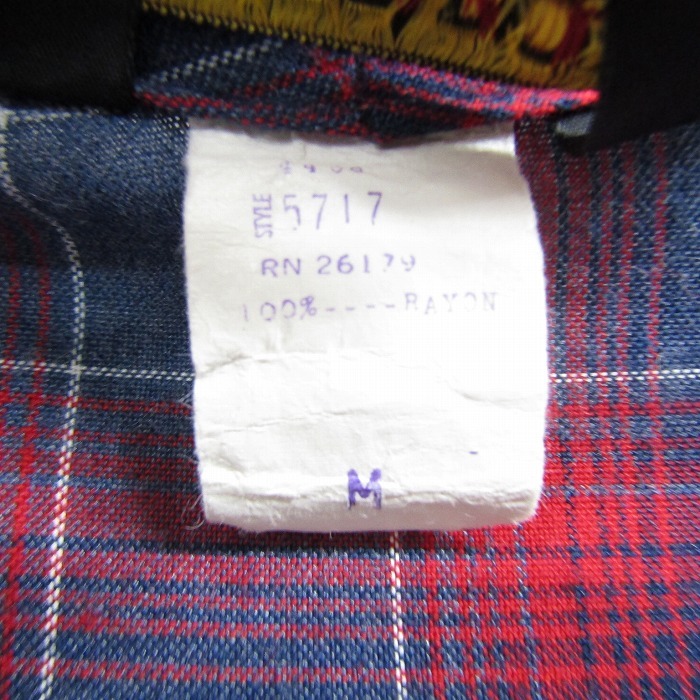 STYLE 5717
RN 26179
100%----RAYON
M